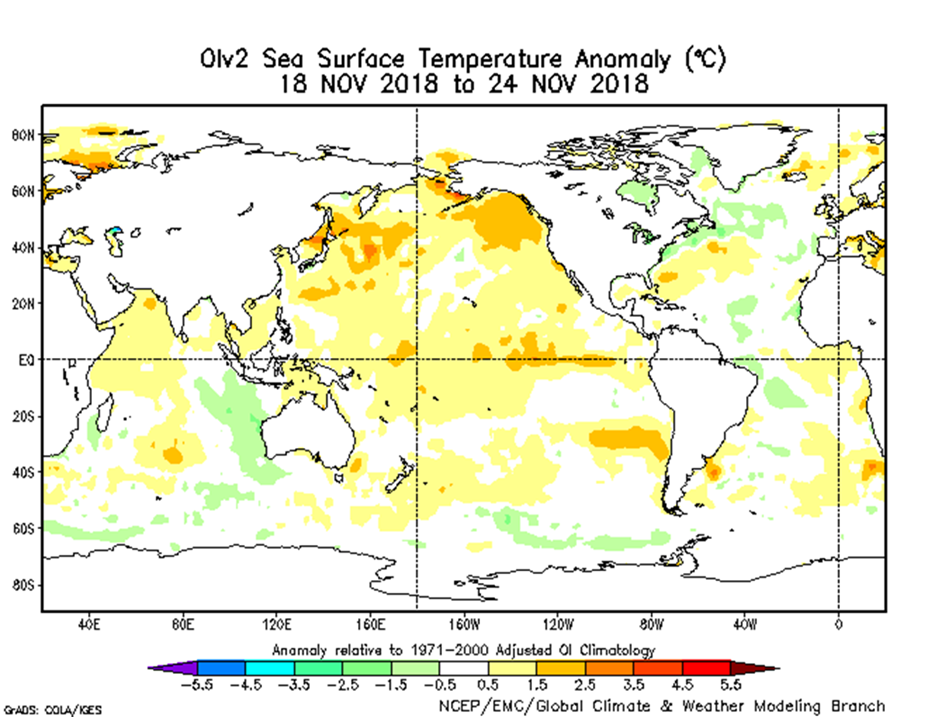 OIv2 Sea Surface Temperature Anomaly (°C)
18 NOV 2018 to 24 NOV 2018
80N
60N
40N
20N
EQ
20S
40S
60S
80S
40E 80E 120E 160E 160W 120W 80W 40W 0
Anomaly relative to 1971-2000 Adjusted OI Climatology
-5.5 -4.5 -3.5 -2.5 -1.5 -0.5 0.5 1.5 2.5 3.5 4.5 5.5
NCEP/EMC/Global Climate & Weather Modeling Branch
GrADS: COLA/IGES